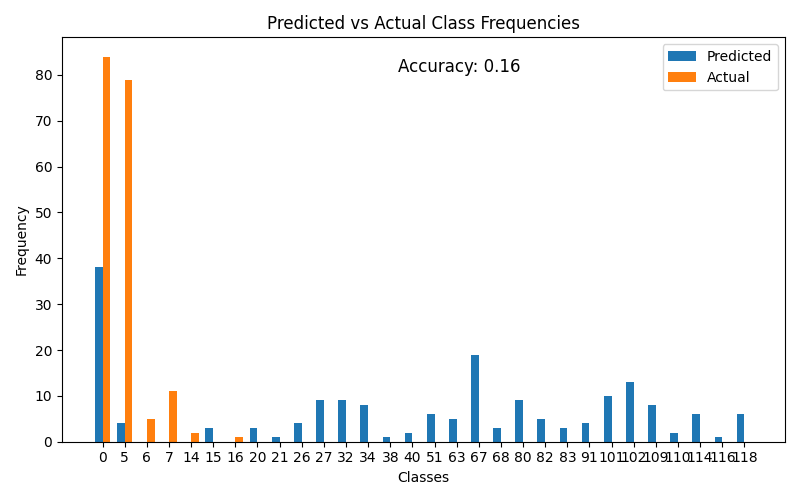 Predicted vs Actual Class Frequencies
Accuracy: 0.16
Predicted
Actual
Frequency
80
70
60
50
40
30
20
10
0
0 5 6 7 14 15 16 20 21 26 27 32 34 38 40 51 63 67 68 80 82 83 91 101 102 109 110 114 116 118
Classes